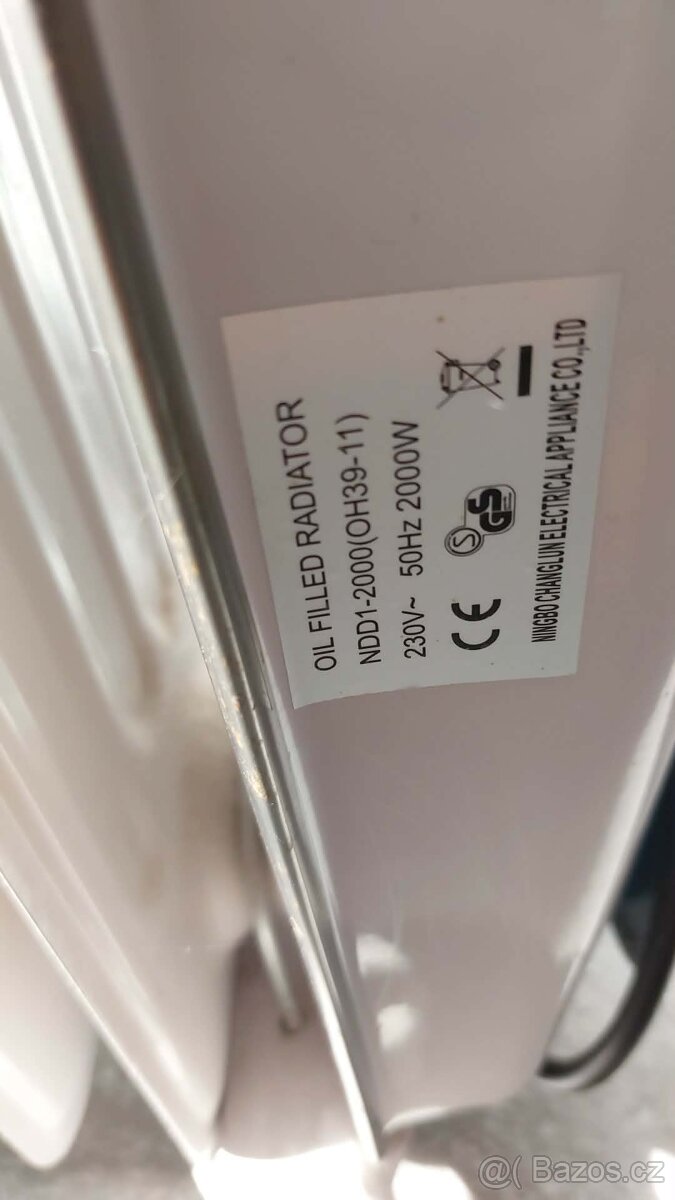 OIL FILLED RADIATOR
NDD1-2000(OH39-11)
230V~ 50Hz 2000W
CE S GS
NINGBO CHANGLUN ELECTRICAL APPLIANCE CO.,LTD
@( Bazos.cz